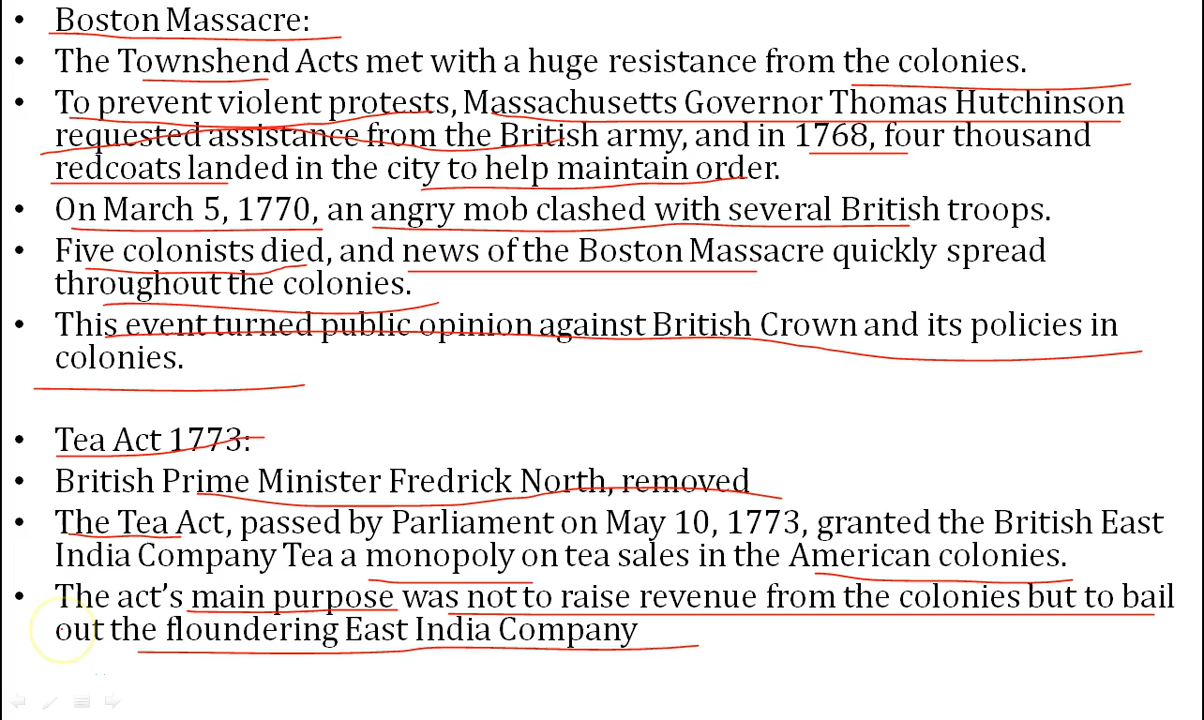 • Boston Massacre:
• The Townshend Acts met with a huge resistance from the colonies.
• To prevent violent protests, Massachusetts Governor Thomas Hutchinson
requested assistance from the British army, and in 1768, four thousand
redcoats landed in the city to help maintain order.
• On March 5, 1770, an angry mob clashed with several British troops.
• Five colonists died, and news of the Boston Massacre quickly spread
throughout the colonies.
• This event turned public opinion against British Crown and its policies in
colonies.
• Tea Act 1773:
• British Prime Minister Fredrick North, removed
• The Tea Act, passed by Parliament on May 10, 1773, granted the British East
India Company Tea a monopoly on tea sales in the American colonies.
• The act’s main purpose was not to raise revenue from the colonies but to bail
out the floundering East India Company